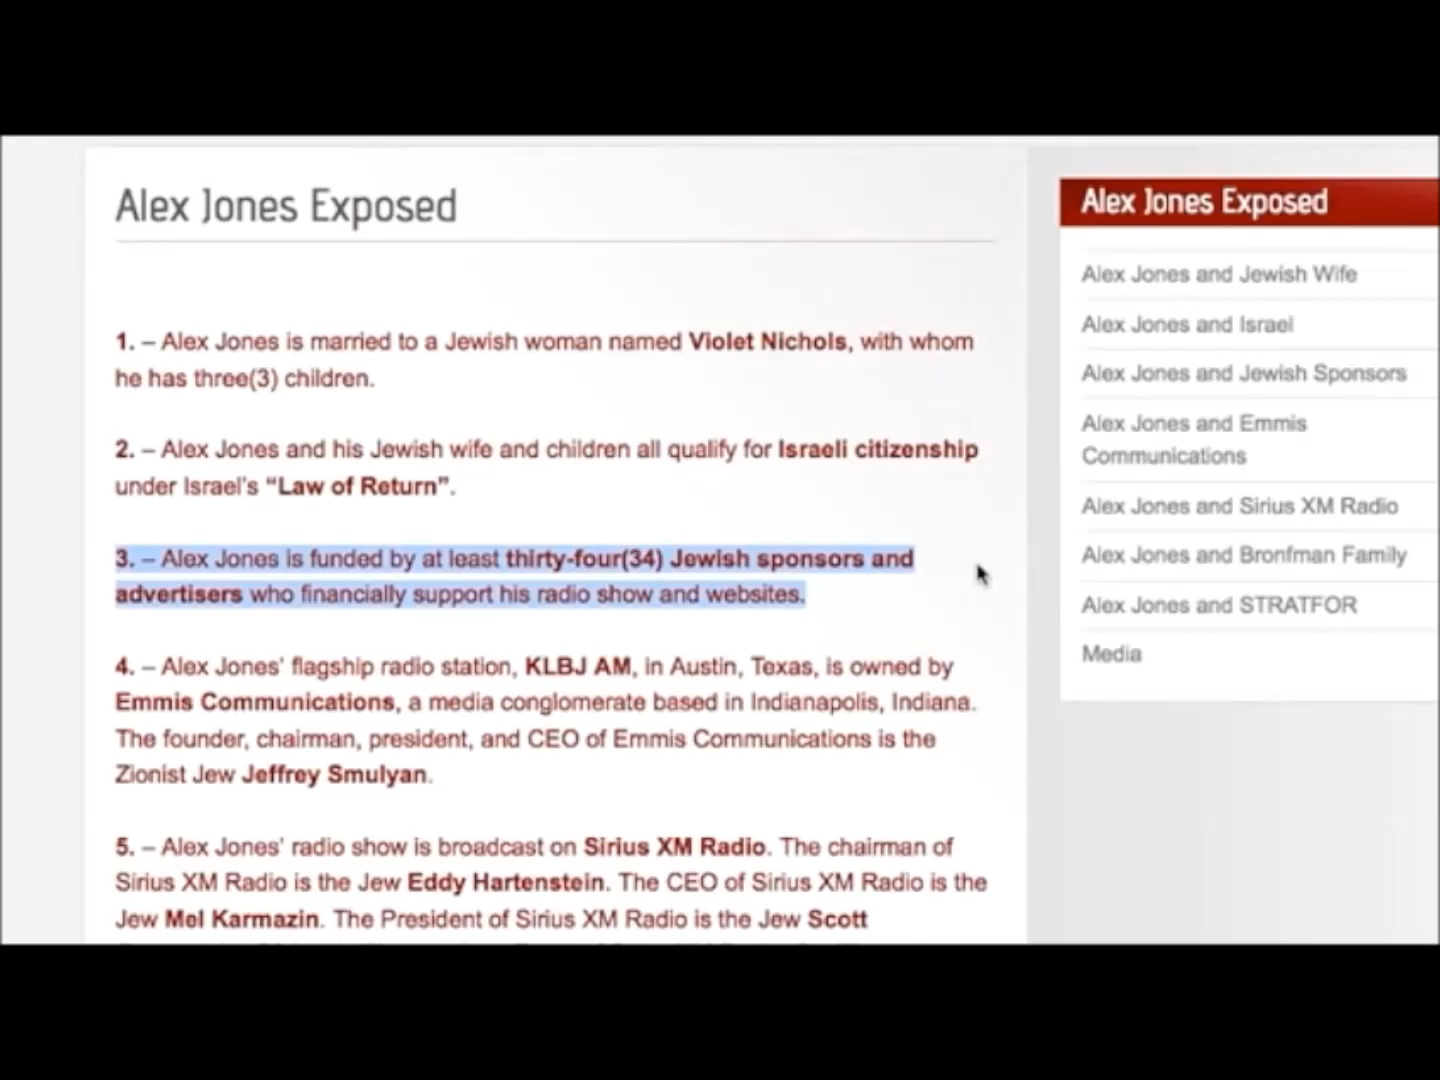 Alex Jones Exposed
1. – Alex Jones is married to a Jewish woman named Violet Nichols, with whom
he has three(3) children.
2. – Alex Jones and his Jewish wife and children all qualify for Israeli citizenship
under Israel's “Law of Return”.
3. – Alex Jones is funded by at least thirty-four(34) Jewish sponsors and
advertisers who financially support his radio show and websites.
4. – Alex Jones' flagship radio station, KLBJ AM, in Austin, Texas, is owned by
Emmis Communications, a media conglomerate based in Indianapolis, Indiana.
The founder, chairman, president, and CEO of Emmis Communications is the
Zionist Jew Jeffrey Smulyan.
5. – Alex Jones' radio show is broadcast on Sirius XM Radio. The chairman of
Sirius XM Radio is the Jew Eddy Hartenstein. The CEO of Sirius XM Radio is the
Jew Mel Karmazin. The President of Sirius XM Radio is the Jew Scott
Alex Jones Exposed
Alex Jones and Jewish Wife
Alex Jones and Israel
Alex Jones and Jewish Sponsors
Alex Jones and Emmis
Communications
Alex Jones and Sirius XM Radio
Alex Jones and Bronfman Family
Alex Jones and STRATFOR
Media